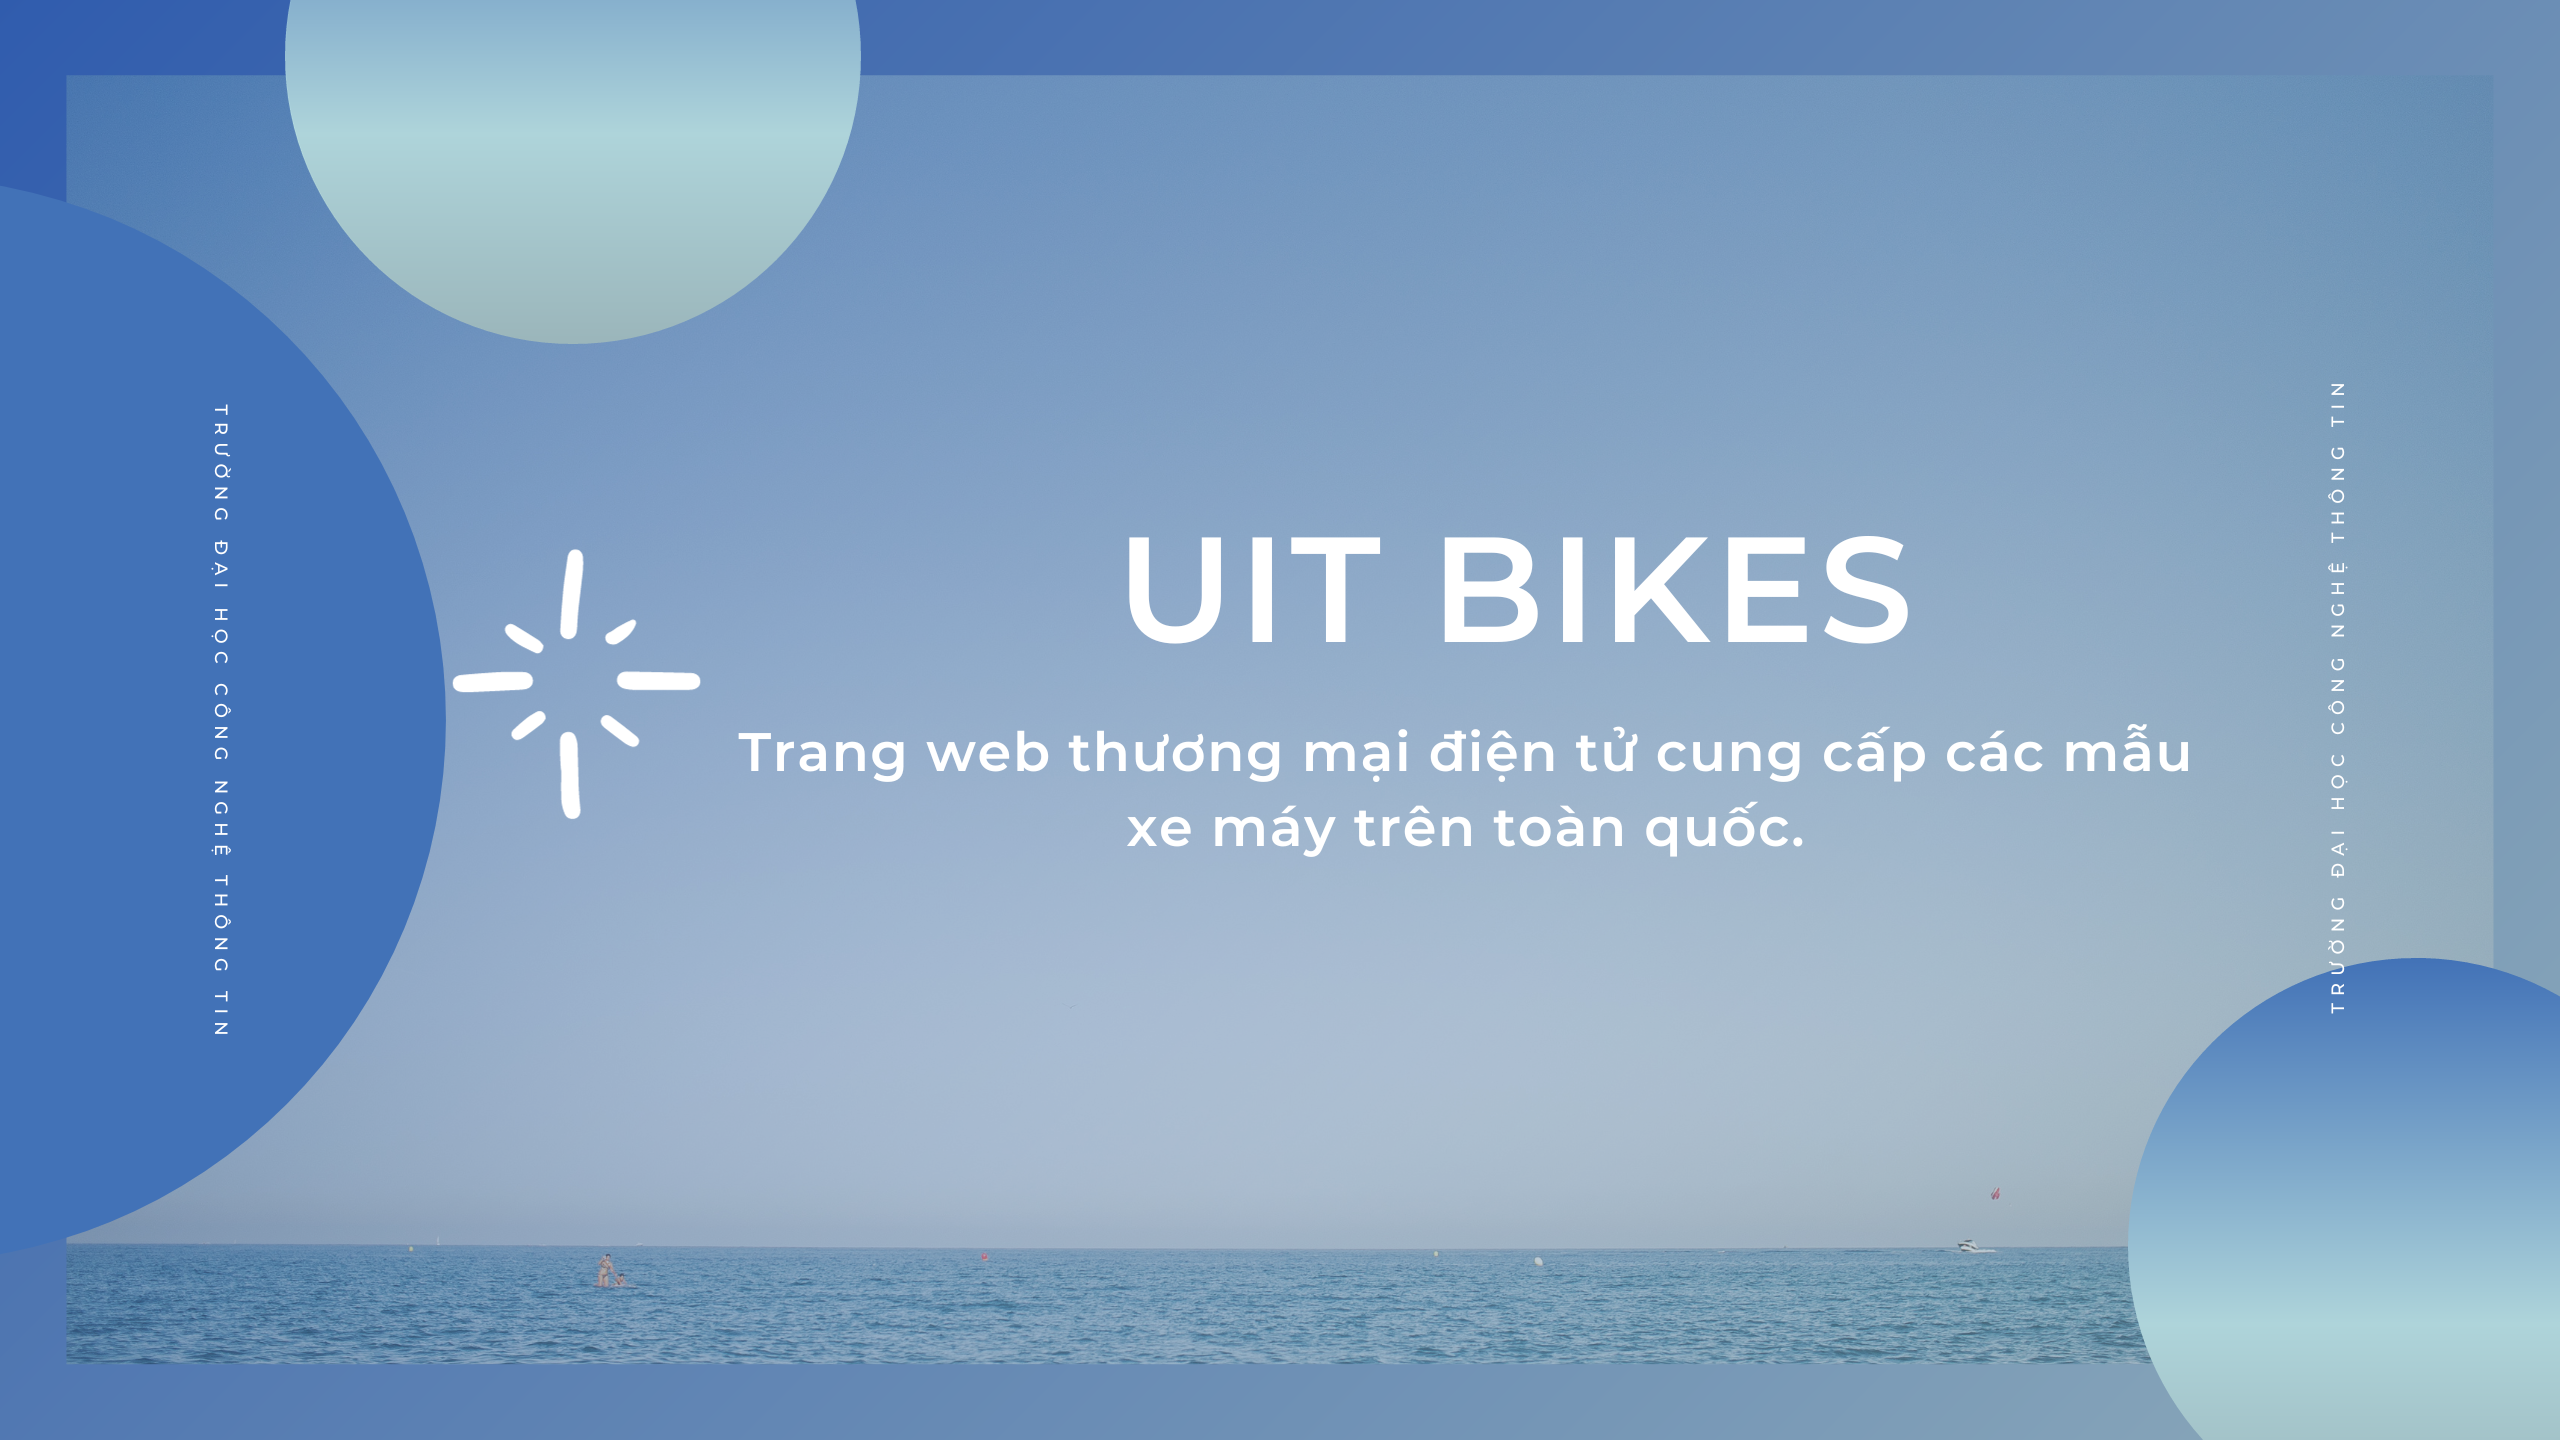 TRƯỜNG ĐẠI HỌC CÔNG NGHỆ THÔNG TIN
UIT BIKES
Trang web thương mại điện tử cung cấp các mẫu
xe máy trên toàn quốc.
TRƯỜNG ĐẠI HỌC CÔNG NGHỆ THÔNG TIN